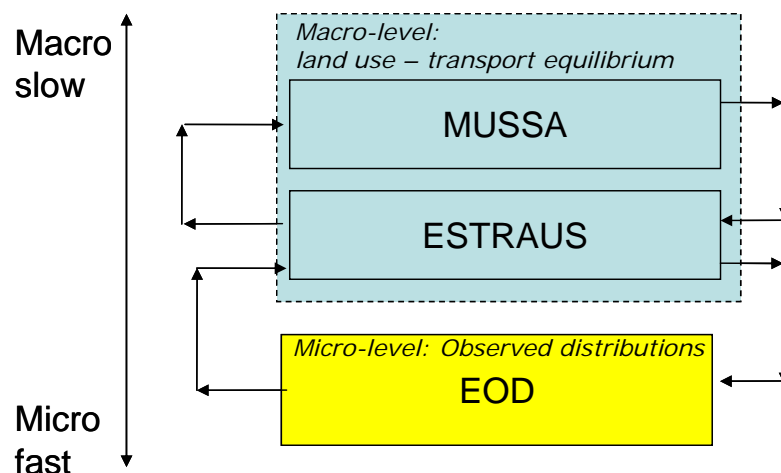 Macro
slow
Macro-level:
land use – transport equilibrium
MUSSA
ESTRAUS
Micro-level: Observed distributions
EOD
Micro
fast